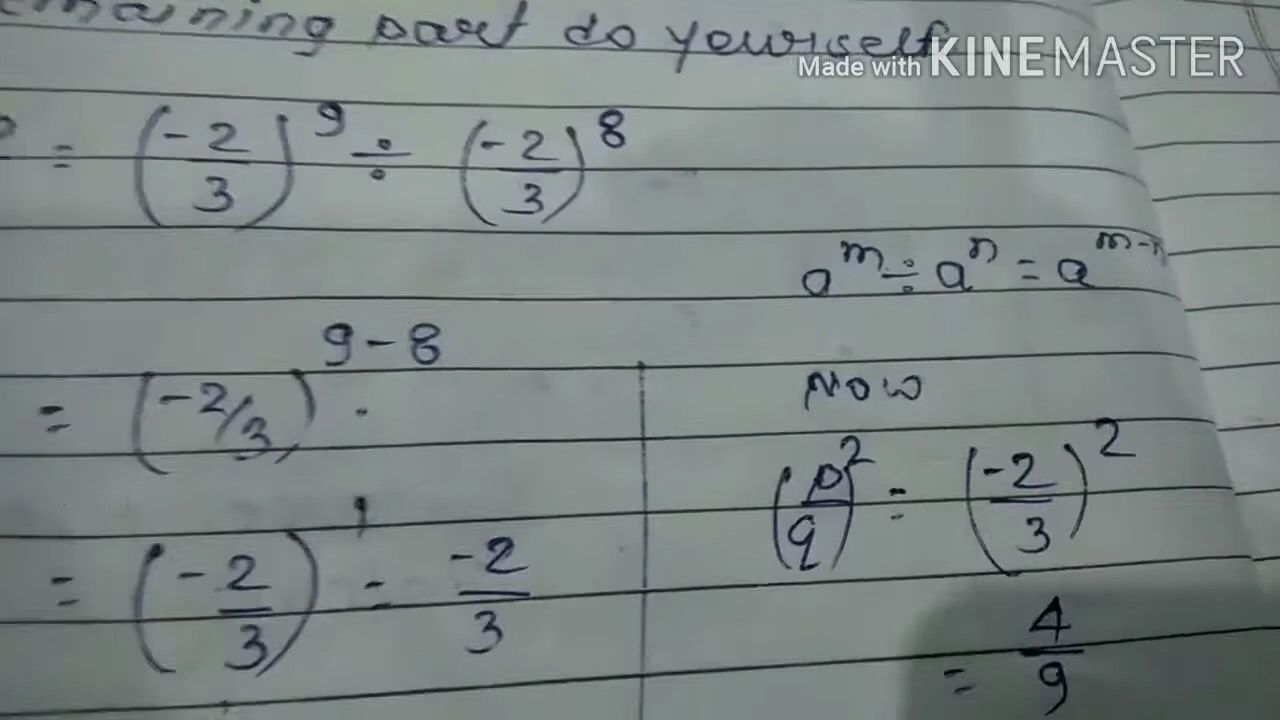 part do yourself
Made with KINEMASTER
= (-2/3)^9 ÷ (-2/3)^8
a^m ÷ a^n = a^m-n
= (-2/3)^9-8 .
= (-2/3)^1 = -2/3
Now
(p/q)^2 = (-2/3)^2
= 4/9